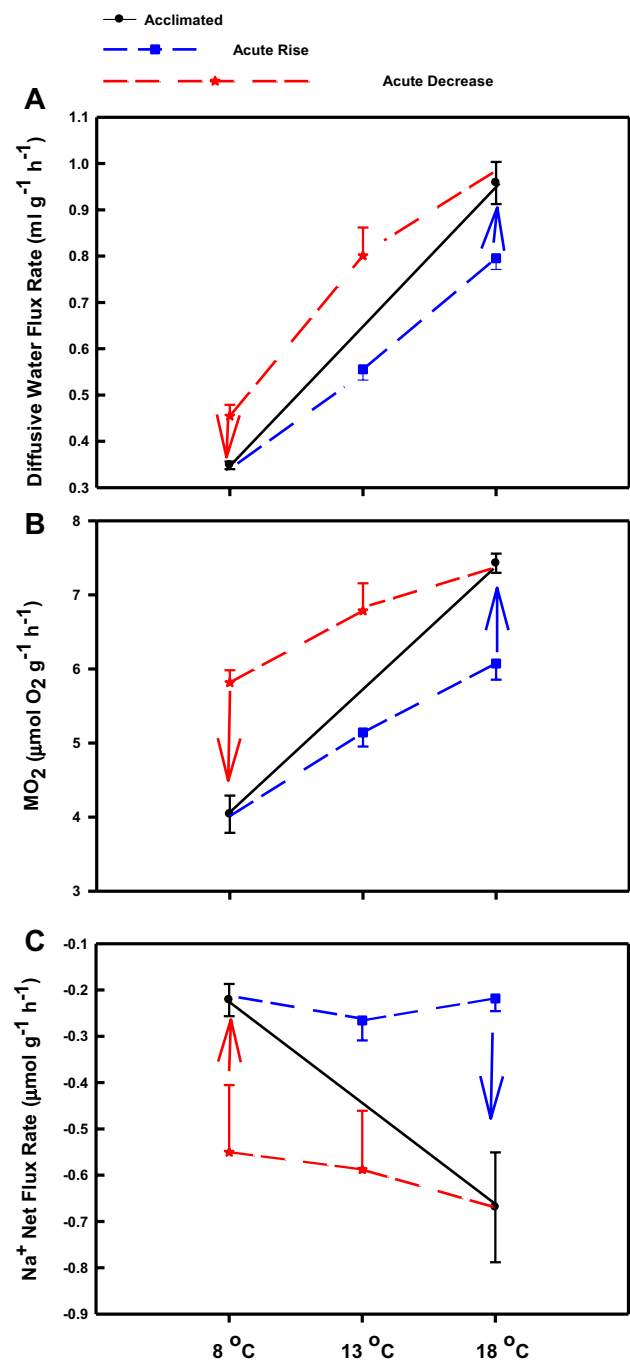 Acclimated
Acute Rise
Acute Decrease
A
Diffusive Water Flux Rate (ml g⁻¹ h⁻¹)
1.1
1.0
0.9
0.8
0.7
0.6
0.5
0.4
0.3
B
MO₂ (µmol O₂ g⁻¹ h⁻¹)
8
7
6
5
4
3
C
Na⁺ Net Flux Rate (µmol g⁻¹ h⁻¹)
-0.1
-0.2
-0.3
-0.4
-0.5
-0.6
-0.7
-0.8
-0.9
8 °C 13 °C 18 °C